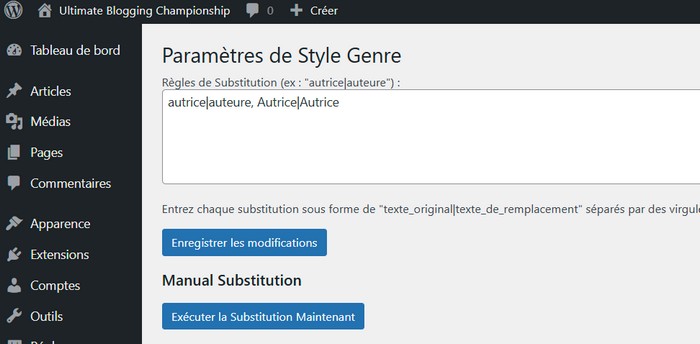 Ultimate Blogging Championship 0 Créer
Tableau de bord
Articles
Médias
Pages
Commentaires
Apparence
Extensions
Comptes
Outils
Paramètres de Style Genre
Règles de Substitution (ex : "autrice|auteure") :
autrice|auteure, Autrice|Autrice
Entrez chaque substitution sous forme de "texte_original|texte_de_remplacement" séparés par des
Enregistrer les modifications
Manual Substitution
Exécuter la Substitution Maintenant